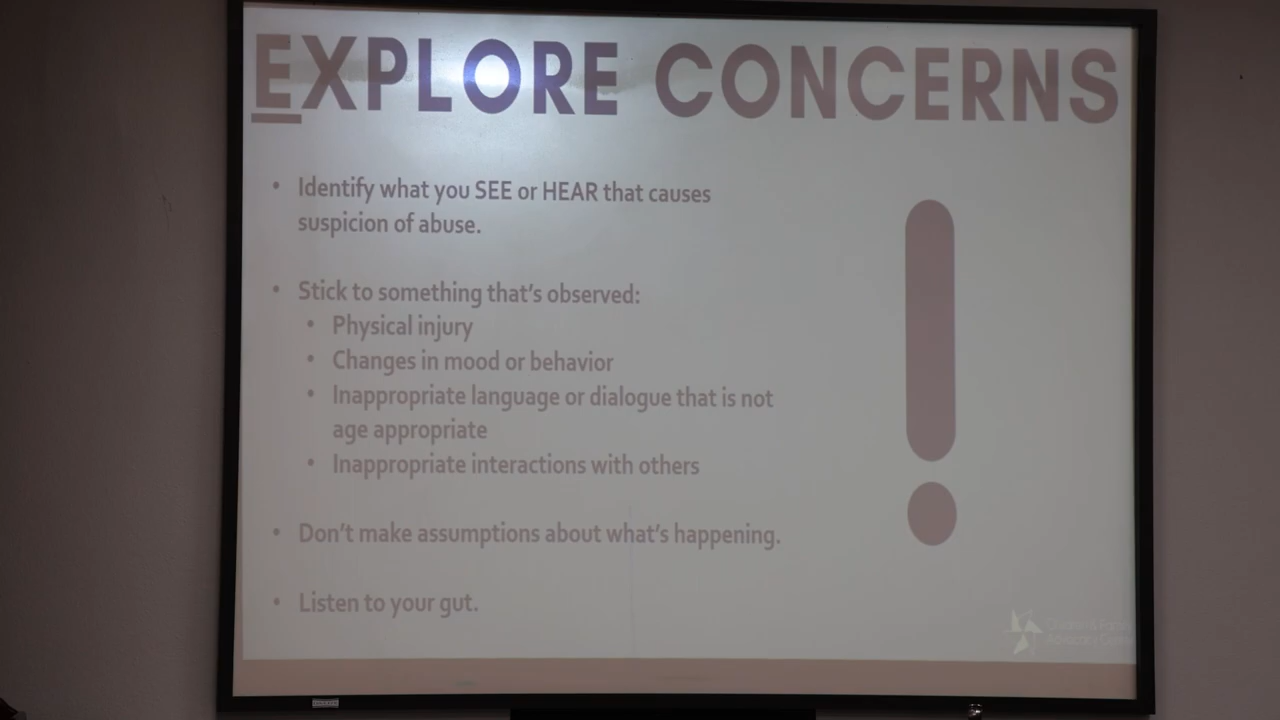 EXPLORE CONCERNS
• Identify what you SEE or HEAR that causes
suspicion of abuse.
• Stick to something that's observed:
• Physical injury
• Changes in mood or behavior
• Inappropriate language or dialogue that is not
age appropriate
• Inappropriate interactions with others
• Don't make assumptions about what's happening.
• Listen to your gut.
!